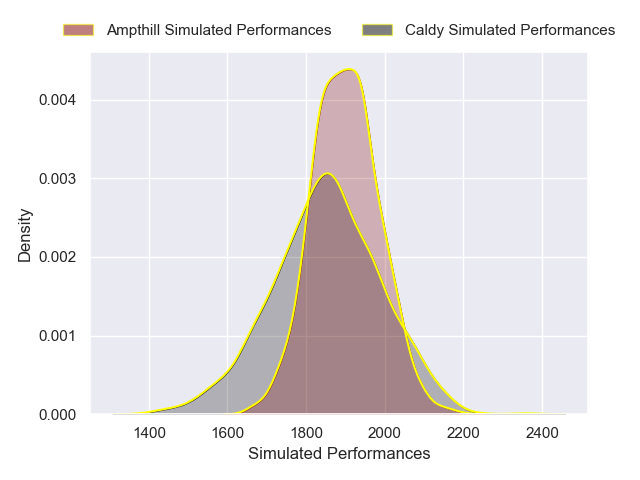 Ampthill Simulated Performances Caldy Simulated Performances
0.004
0.003
0.002
0.001
0.000
Density
1400 1600 1800 2000 2200 2400
Simulated Performances